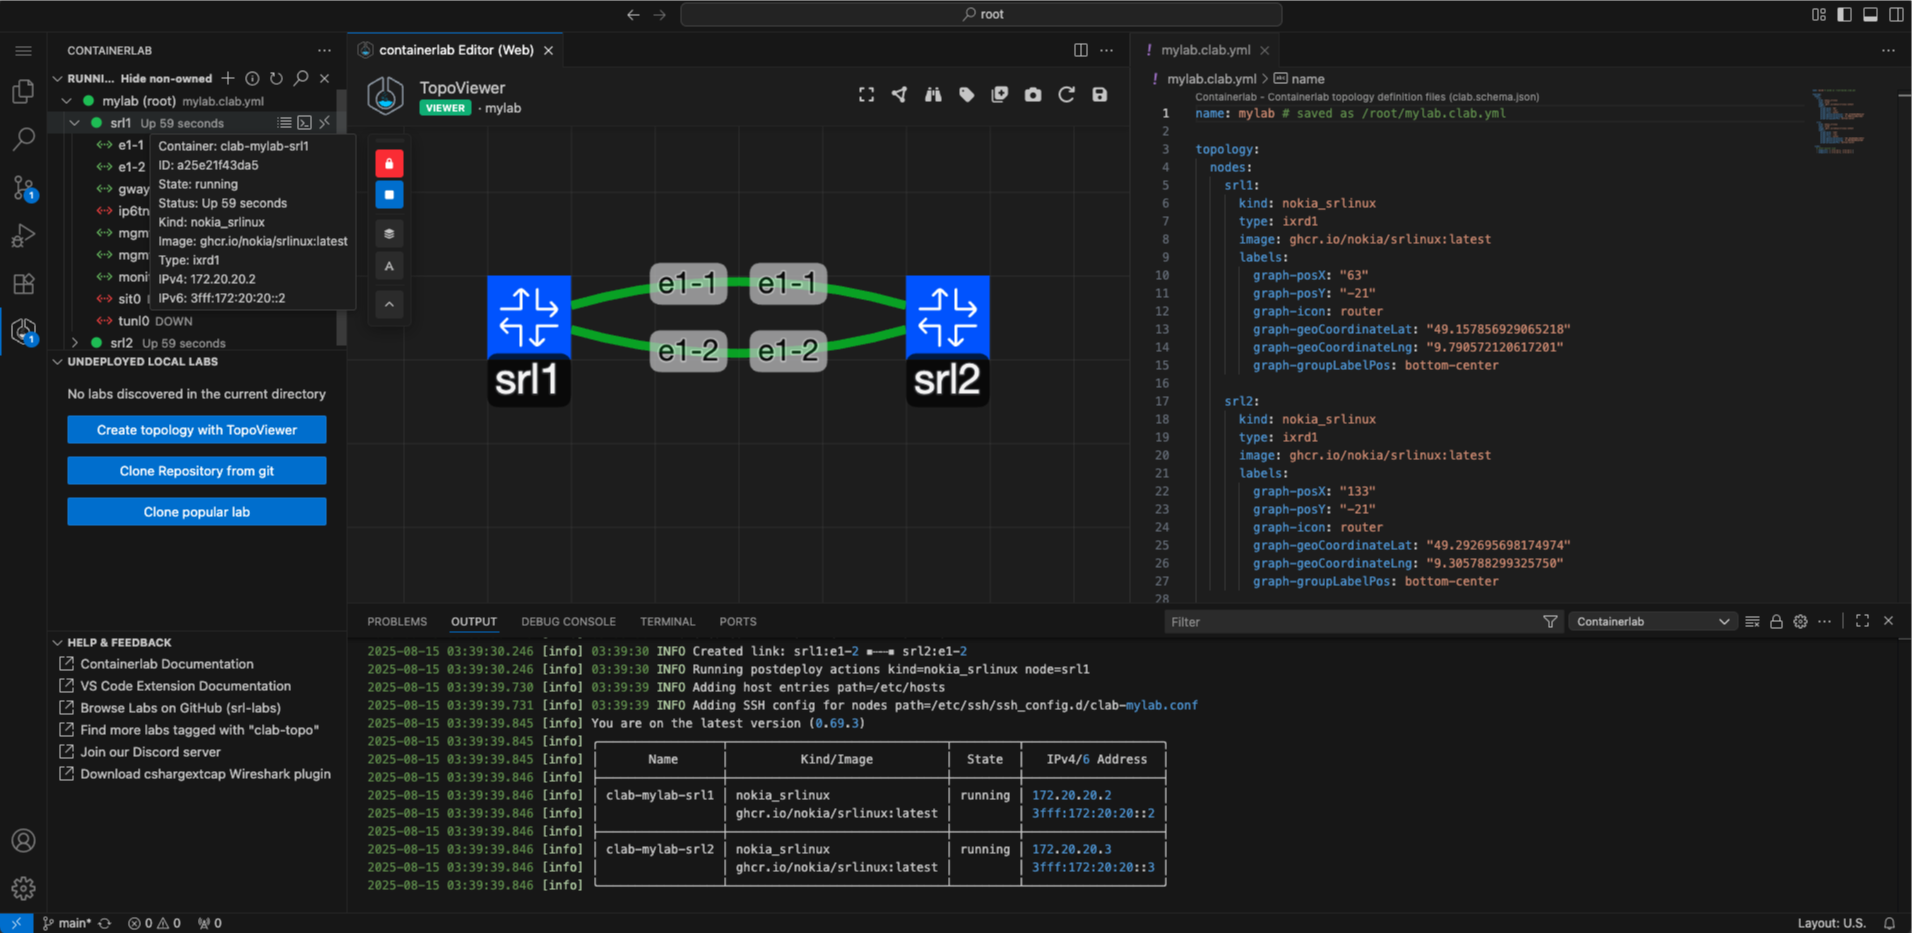 root
CONTAINERLAB
RUNNI... Hide non-owned
mylab (root) mylab.clab.yml
srl1 Up 59 seconds
e1-1
e1-2
gway
ip6tn
mgm
mgm
moni
sit0
tunl0 DOWN
srl2 Up 59 seconds
Container: clab-mylab-srl1
ID: a25e21f43da5
State: running
Status: Up 59 seconds
Kind: nokia_srlinux
Image: ghcr.io/nokia/srlinux:latest
Type: ixrd1
IPv4: 172.20.20.2
IPv6: 3fff:172:20:20::2
UNDEPLOYED LOCAL LABS
No labs discovered in the current directory
Create topology with TopoViewer
Clone Repository from git
Clone popular lab
HELP & FEEDBACK
Containerlab Documentation
VS Code Extension Documentation
Browse Labs on GitHub (srl-labs)
Find more labs tagged with "clab-topo"
Join our Discord server
Download cshargextcap Wireshark plugin
1
1
containerlab Editor (Web)
TopoViewer
VIEWER · mylab
A
e1-1 e1-1
e1-2 e1-2
srl1 srl2
! mylab.clab.yml
! mylab.clab.yml > name
Containerlab - Containerlab topology definition files (clab.schema.json)
1 name: mylab # saved as /root/mylab.clab.yml
2
3 topology:
4 nodes:
5 srl1:
6 kind: nokia_srlinux
7 type: ixrd1
8 image: ghcr.io/nokia/srlinux:latest
9 labels:
10 graph-posX: "63"
11 graph-posY: "-21"
12 graph-icon: router
13 graph-geoCoordinateLat: "49.157856929065218"
14 graph-geoCoordinateLng: "9.790572120617201"
15 graph-groupLabelPos: bottom-center
16
17 srl2:
18 kind: nokia_srlinux
19 type: ixrd1
20 image: ghcr.io/nokia/srlinux:latest
21 labels:
22 graph-posX: "133"
23 graph-posY: "-21"
24 graph-icon: router
25 graph-geoCoordinateLat: "49.292695698174974"
26 graph-geoCoordinateLng: "9.305788299325750"
27 graph-groupLabelPos: bottom-center
28
PROBLEMS OUTPUT DEBUG CONSOLE TERMINAL PORTS
Filter
Containerlab
2025-08-15 03:39:30.246 [info] 03:39:30 INFO Created link: srl1:e1-2 ▪──▪ srl2:e1-2
2025-08-15 03:39:30.246 [info] 03:39:30 INFO Running postdeploy actions kind=nokia_srlinux node=srl1
2025-08-15 03:39:39.730 [info] 03:39:39 INFO Adding host entries path=/etc/hosts
2025-08-15 03:39:39.731 [info] 03:39:39 INFO Adding SSH config for nodes path=/etc/ssh/ssh_config.d/clab-mylab.conf
2025-08-15 03:39:39.845 [info] You are on the latest version (0.69.3)
2025-08-15 03:39:39.845 [info]
2025-08-15 03:39:39.845 [info] Name Kind/Image State IPv4/6 Address
2025-08-15 03:39:39.846 [info]
2025-08-15 03:39:39.846 [info] clab-mylab-srl1 nokia_srlinux running 172.20.20.2
2025-08-15 03:39:39.846 [info] ghcr.io/nokia/srlinux:latest 3fff:172:20:20::2
2025-08-15 03:39:39.846 [info]
2025-08-15 03:39:39.846 [info] clab-mylab-srl2 nokia_srlinux running 172.20.20.3
2025-08-15 03:39:39.846 [info] ghcr.io/nokia/srlinux:latest 3fff:172:20:20::3
2025-08-15 03:39:39.846 [info]
main* 0 0 0
Layout: U.S.